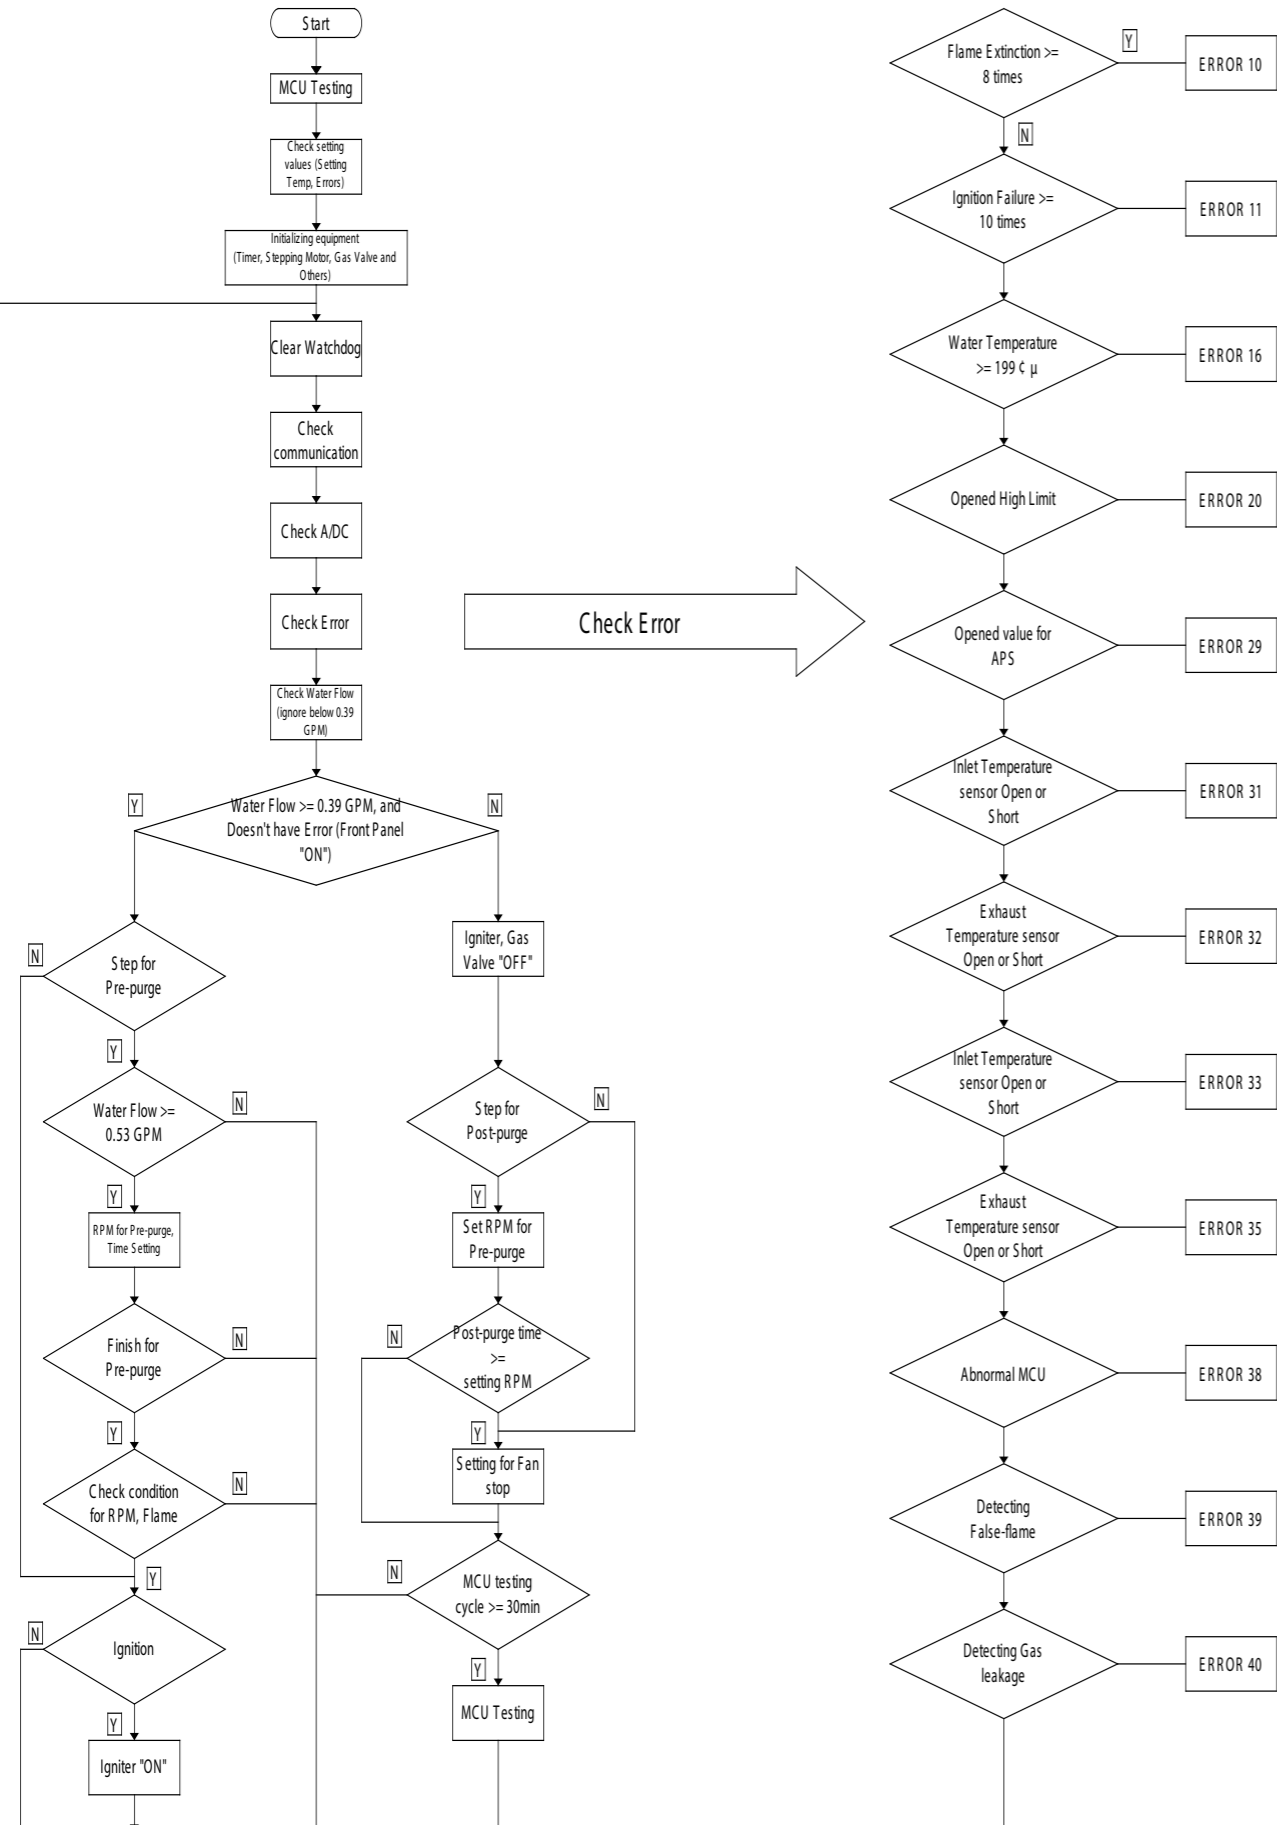 Start
MCU Testing
Check setting
values (Setting
Temp, Errors)
Initializing equipment
(Timer, Stepping Motor, Gas Valve and
Others)
Clear Watchdog
Check
communication
Check A/DC
Check Error
Check Water Flow
(ignore below 0.39
GPM)
Y
Water Flow >= 0.39 GPM, and
Doesn't have Error (Front Panel
"ON")
N
N
Step for
Pre-purge
Y
Water Flow >=
0.53 GPM
N
Y
RPM for Pre-purge,
Time Setting
Finish for
Pre-purge
N
Y
Check condition
for RPM, Flame
N
Y
N
Ignition
Y
Igniter "ON"
Igniter, Gas
Valve "OFF"
Step for
Post-purge
N
Y
Set RPM for
Pre-purge
N
Post-purge time
>=
setting RPM
Y
Setting for Fan
stop
N
MCU testing
cycle >= 30min
Y
MCU Testing
Check Error
Flame Extinction >=
8 times
Y
ERROR 10
N
Ignition Failure >=
10 times
ERROR 11
Water Temperature
>= 199 ¢ µ
ERROR 16
Opened High Limit
ERROR 20
Opened value for
APS
ERROR 29
Inlet Temperature
sensor Open or
Short
ERROR 31
Exhaust
Temperature sensor
Open or Short
ERROR 32
Inlet Temperature
sensor Open or
Short
ERROR 33
Exhaust
Temperature sensor
Open or Short
ERROR 35
Abnormal MCU
ERROR 38
Detecting
False-flame
ERROR 39
Detecting Gas
leakage
ERROR 40